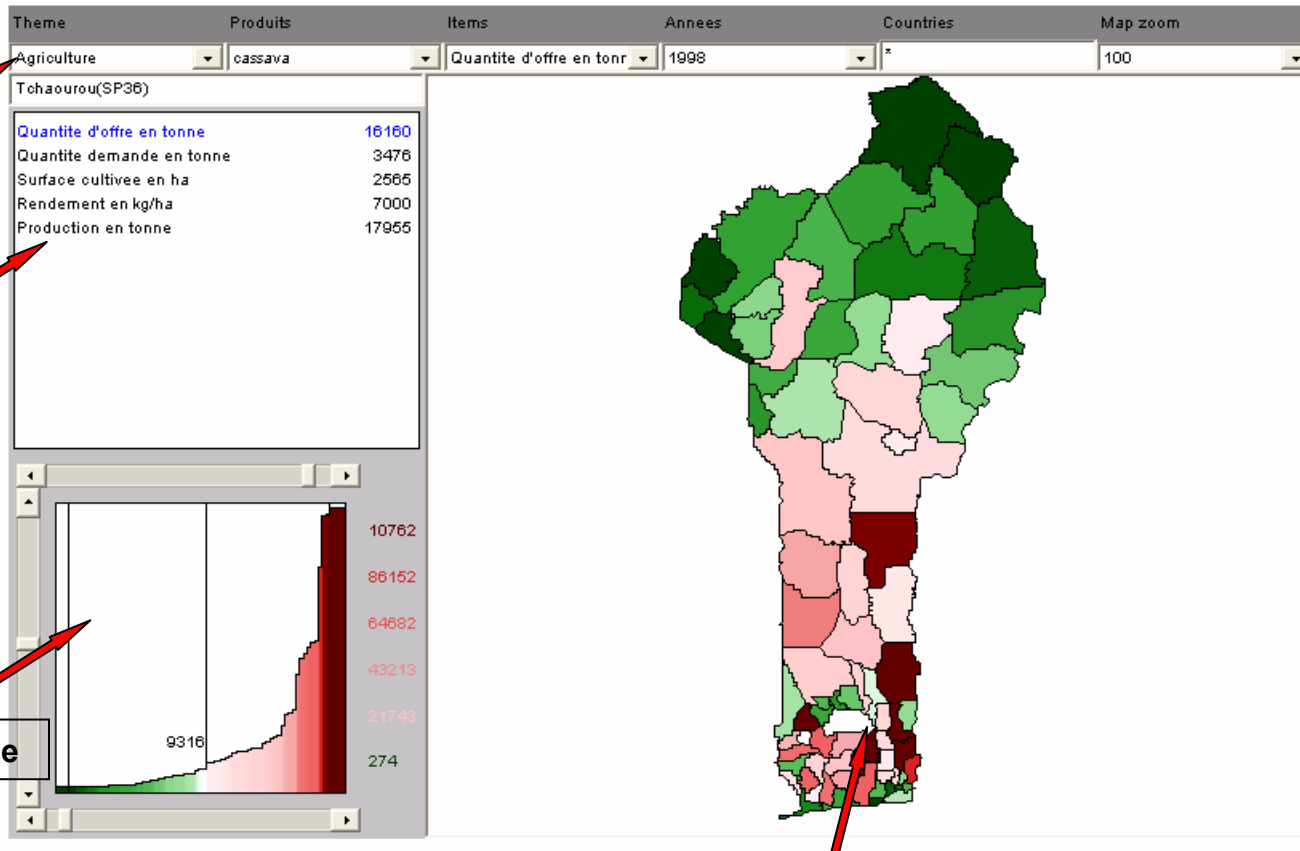 Theme Produits Items Annees Countries Map zoom
Agriculture cassava Quantite d'offre en tonr 1998 * 100
Tchaourou(SP36)
Quantite d'offre en tonne 16160
Quantite demande en tonne 3476
Surface cultivee en ha 2565
Rendement en kg/ha 7000
Production en tonne 17955
10762
86152
64682
43213
21743
9316
274
e